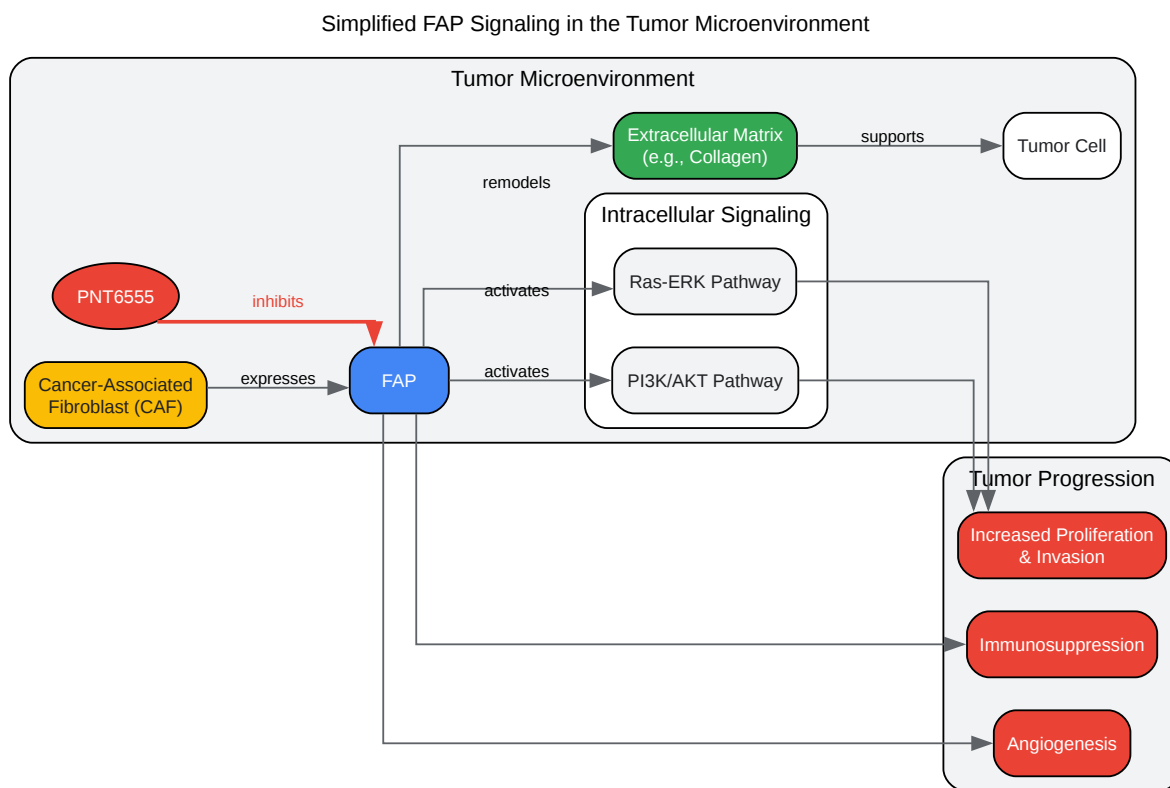 Simplified FAP Signaling in the Tumor Microenvironment
Tumor Microenvironment
Extracellular Matrix
(e.g., Collagen)
supports
Tumor Cell
remodels
Intracellular Signaling
PNT6555
inhibits
activates
Ras-ERK Pathway
Cancer-Associated
Fibroblast (CAF)
expresses
FAP
activates
PI3K/AKT Pathway
Tumor Progression
Increased Proliferation
& Invasion
Immunosuppression
Angiogenesis